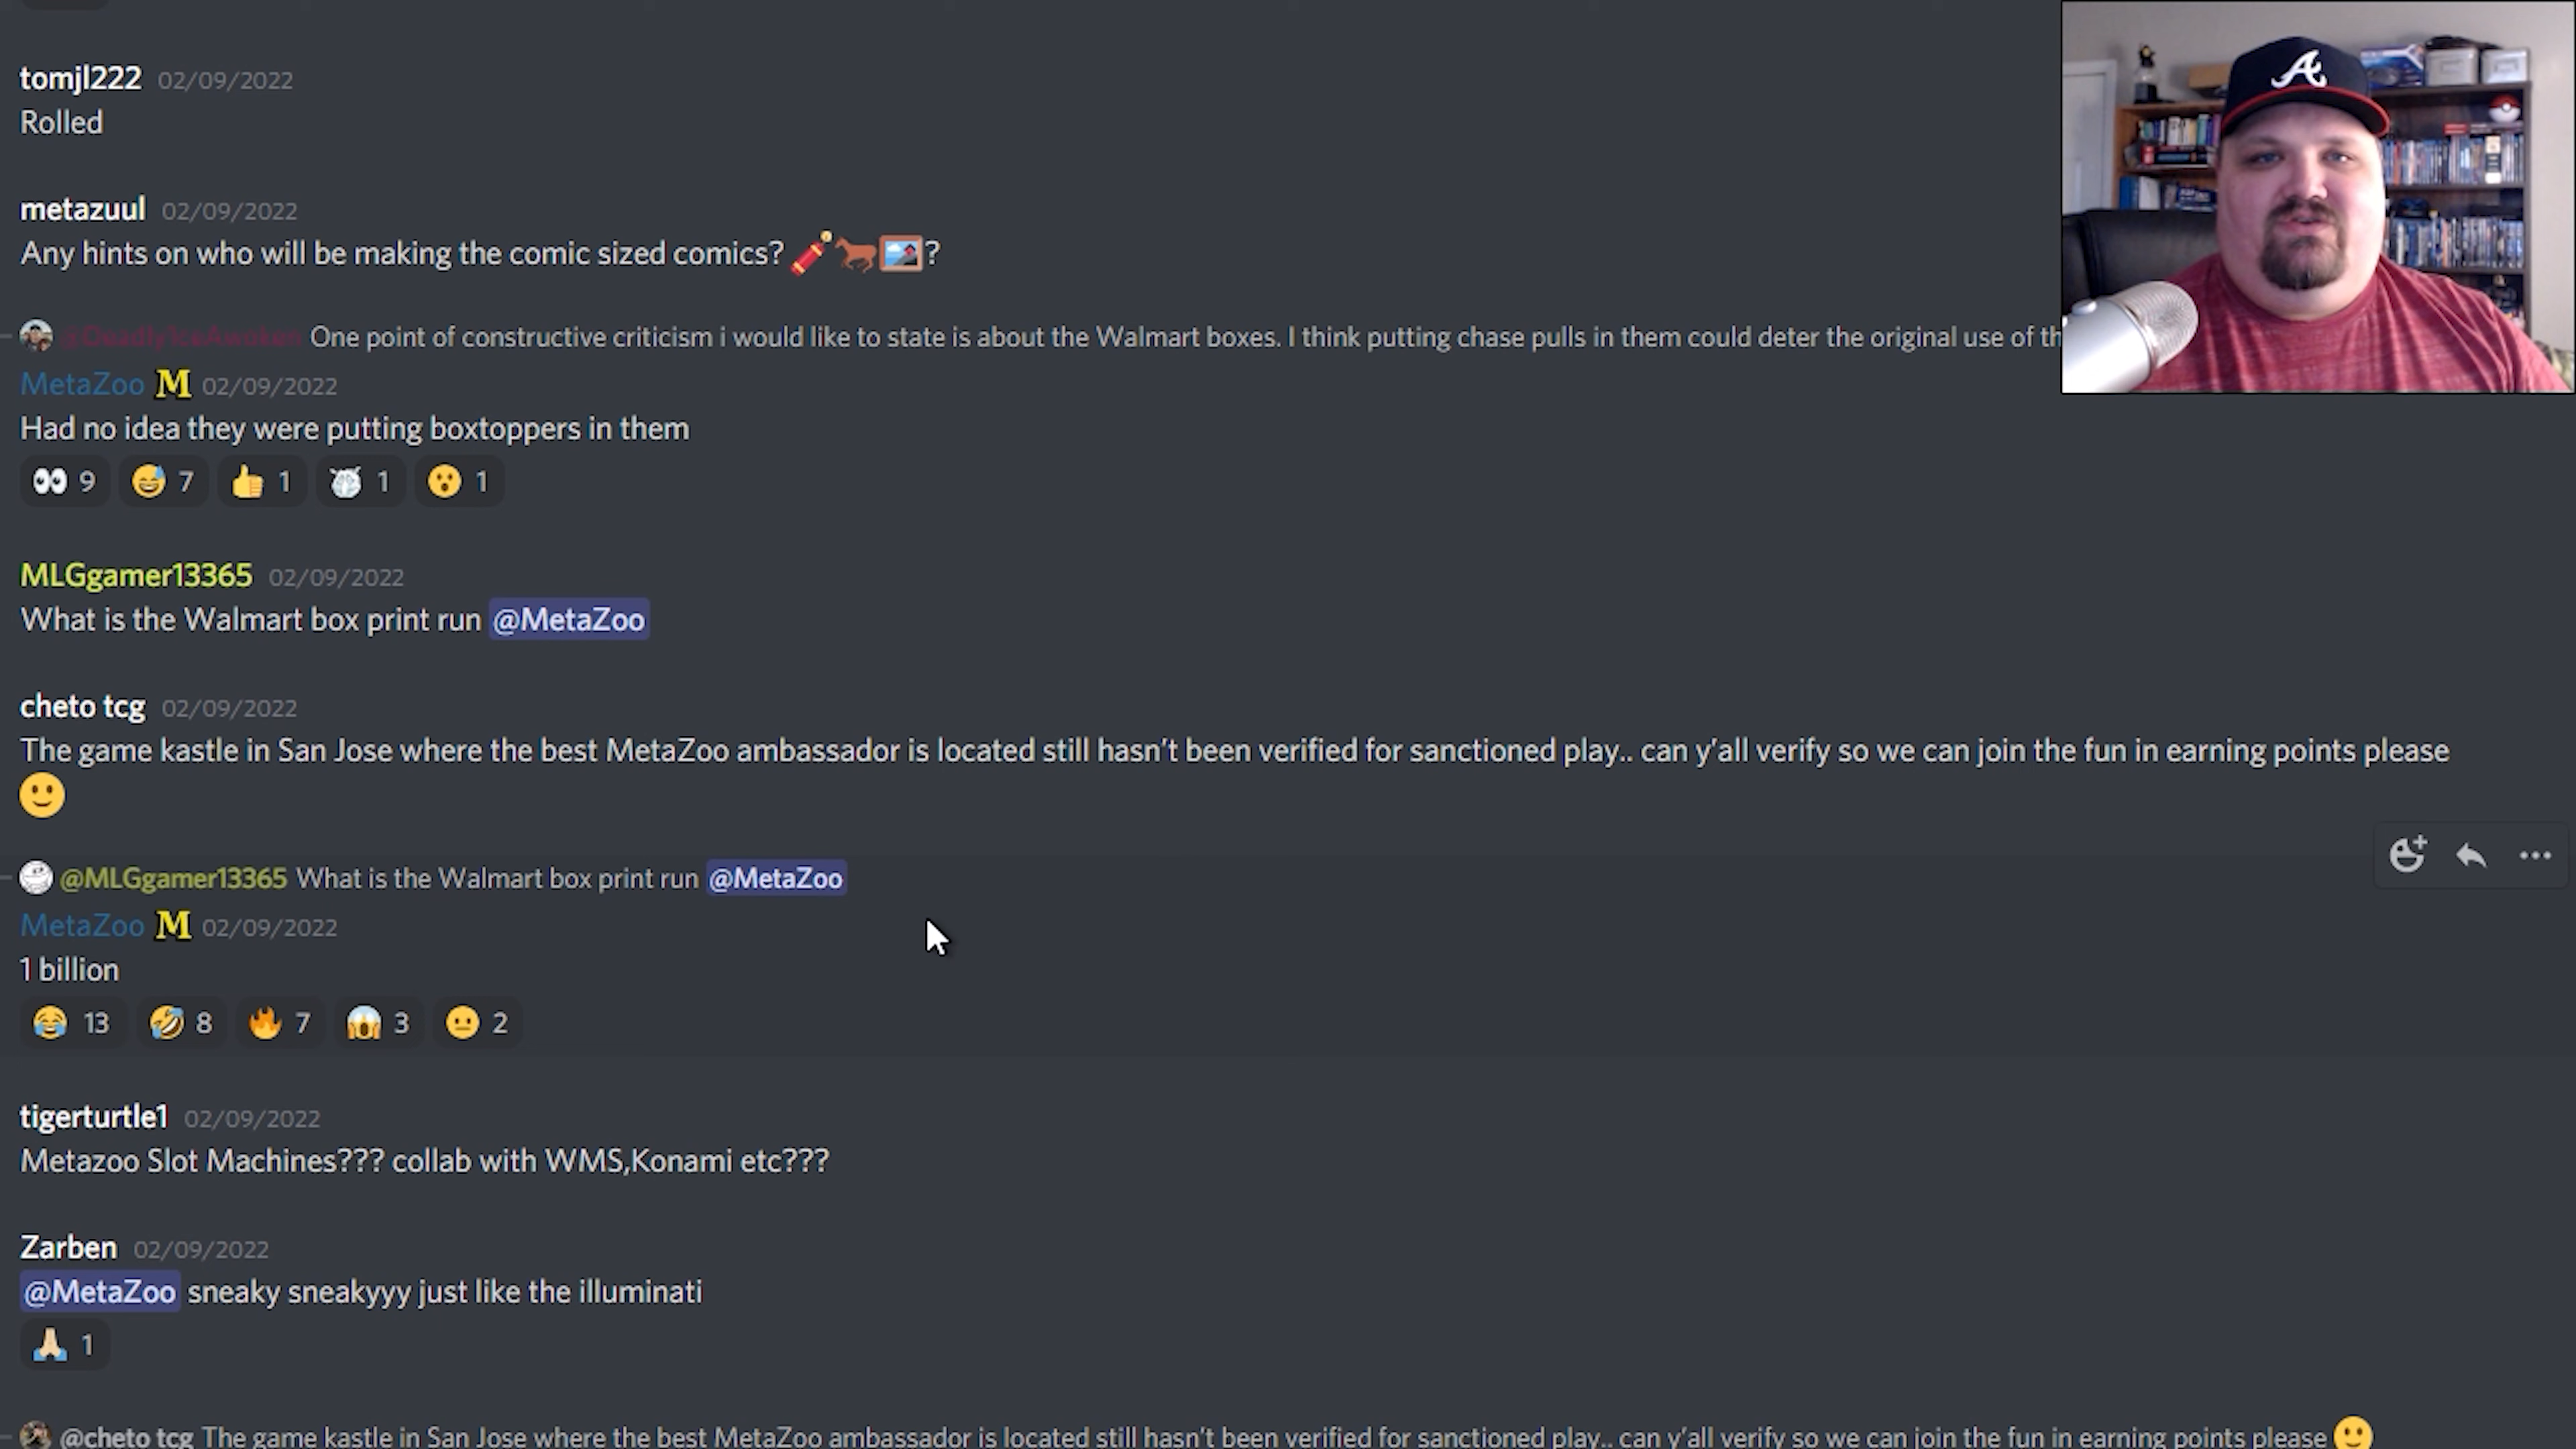 tomjl222 02/09/2022
Rolled
metazuul 02/09/2022
Any hints on who will be making the comic sized comics? 🧨🐎🖼️?
@DeadlyIceAwoken One point of constructive criticism i would like to state is about the Walmart boxes. I think putting chase pulls in them could deter the original use of th
MetaZoo M 02/09/2022
Had no idea they were putting boxtoppers in them
👀 9 😅 7 👍 1 1 😮 1
MLGgamer13365 02/09/2022
What is the Walmart box print run @MetaZoo
cheto tcg 02/09/2022
The game kastle in San Jose where the best MetaZoo ambassador is located still hasn't been verified for sanctioned play.. can y'all verify so we can join the fun in earning points please
🙂
@MLGgamer13365 What is the Walmart box print run @MetaZoo
MetaZoo M 02/09/2022
1 billion
😂 13 🤣 8 🔥 7 😱 3 😐 2
tigerturtle1 02/09/2022
Metazoo Slot Machines??? collab with WMS,Konami etc???
Zarben 02/09/2022
@MetaZoo sneaky sneakyyy just like the illuminati
🙏🏼 1
@cheto tcg The game kastle in San Jose where the best MetaZoo ambassador is located still hasn't been verified for sanctioned play.. can y'all verify so we can join the fun in earning points please 🙂